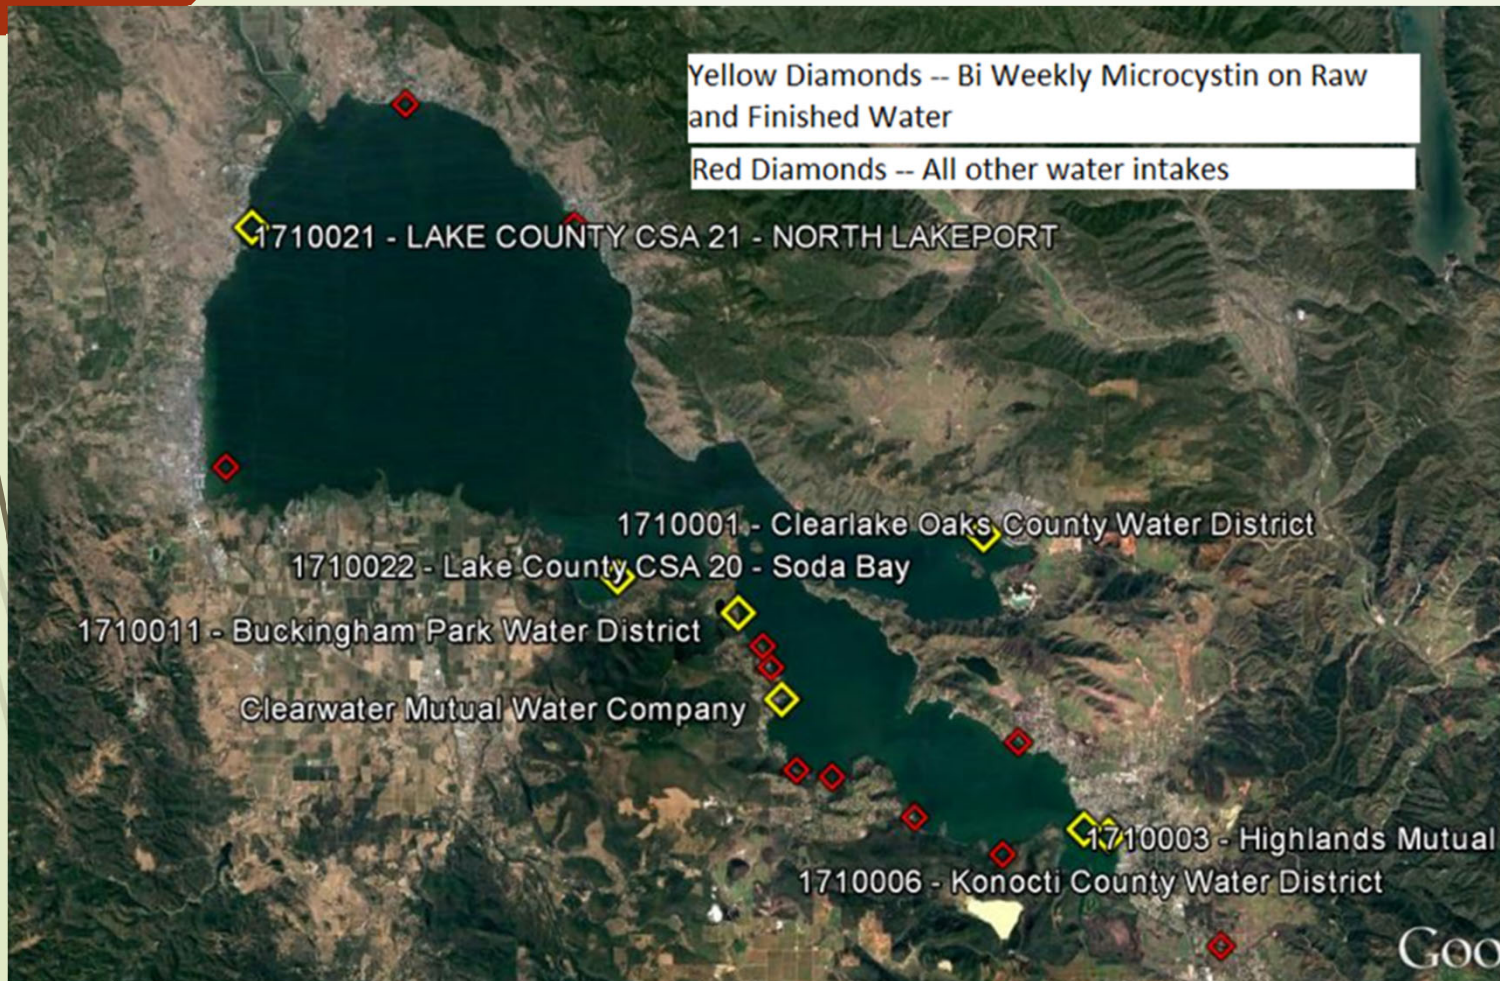 Yellow Diamonds -- Bi Weekly Microcystin on Raw
and Finished Water
Red Diamonds -- All other water intakes
1710021 - LAKE COUNTY CSA 21 - NORTH LAKEPORT
1710001 - Clearlake Oaks County Water District
1710022 - Lake County CSA 20 - Soda Bay
1710011 - Buckingham Park Water District
Clearwater Mutual Water Company
1710003 - Highlands Mutual
1710006 - Konocti County Water District
Goo